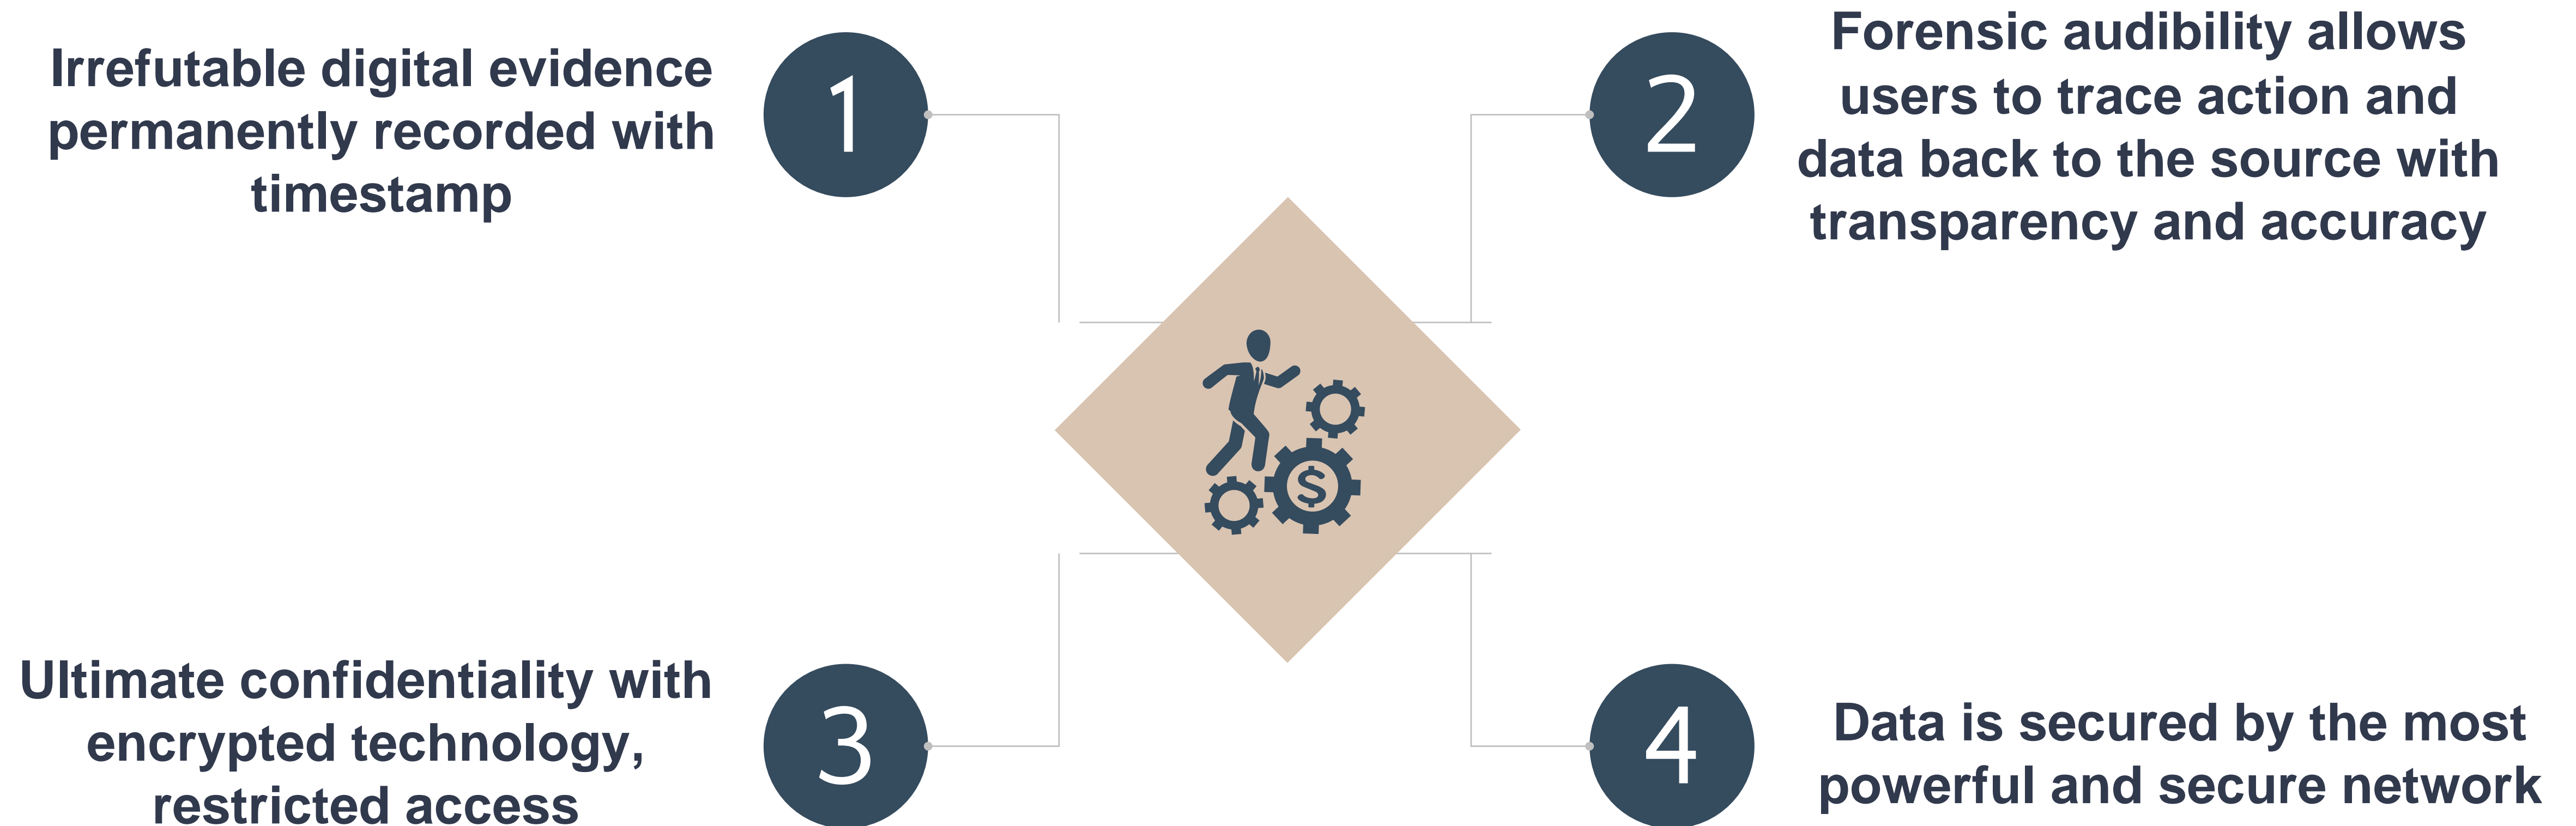 Irrefutable digital evidence
permanently recorded with
timestamp
1
2
Forensic audibility allows
users to trace action and
data back to the source with
transparency and accuracy
$
Ultimate confidentiality with
encrypted technology,
restricted access
3
4
Data is secured by the most
powerful and secure network